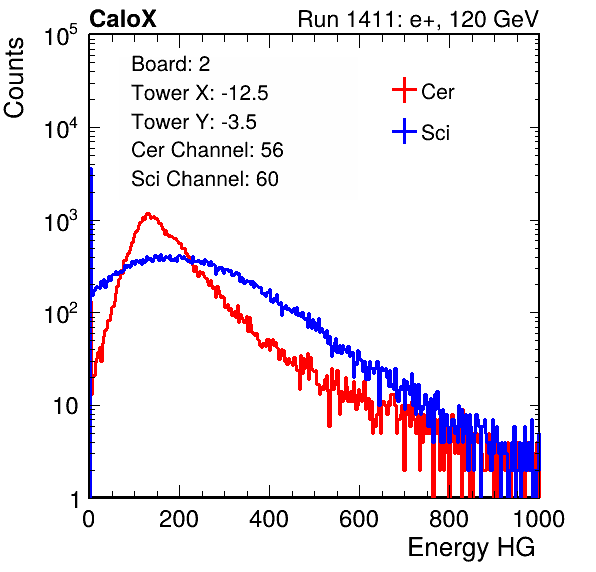 CaloX Run 1411: e+, 120 GeV
Counts
Board: 2
Tower X: -12.5
Tower Y: -3.5
Cer Channel: 56
Sci Channel: 60
Cer
Sci
10^5
10^4
10^3
10^2
10
1
0 200 400 600 800 1000
Energy HG